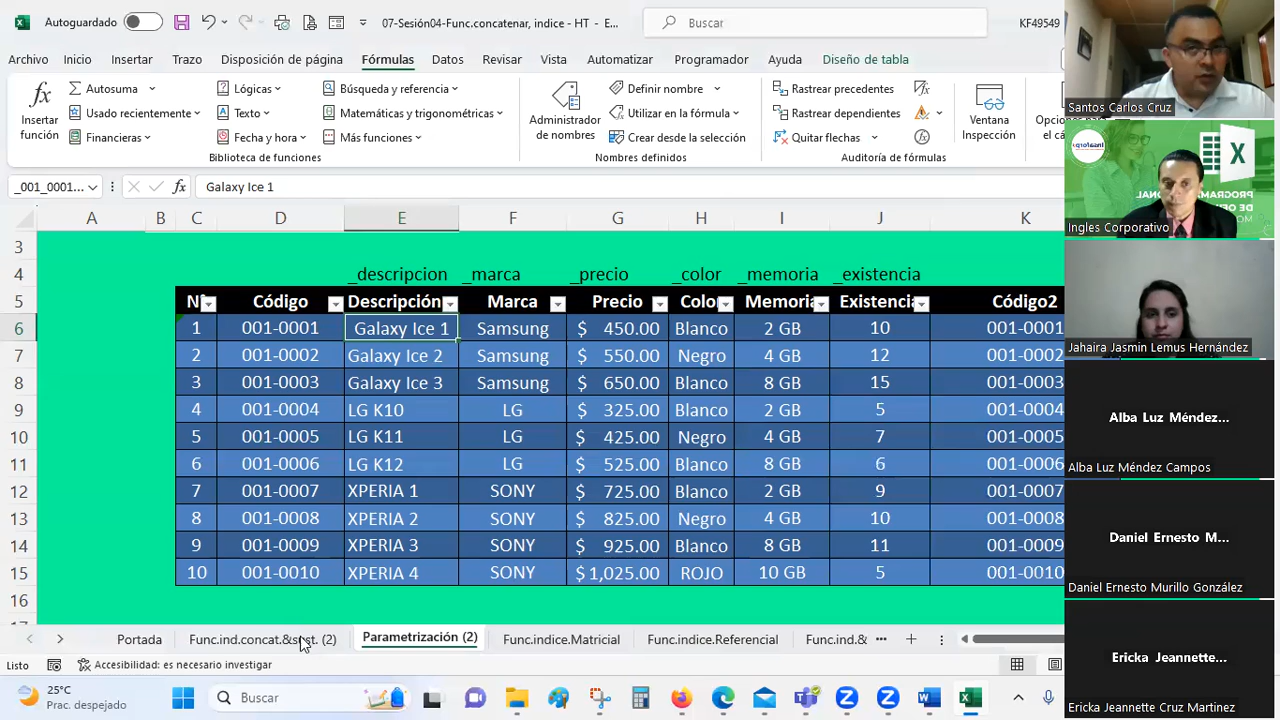 Autoguardado
07-Sesión04-Func.concatenar, indice - HT - E...
Buscar
KF49549
Archivo Inicio Insertar Trazo Disposición de página Fórmulas Datos Revisar Vista Automatizar Programador Ayuda Diseño de tabla
fx
Insertar función
Autosuma
Usado recientemente
Financieras
Lógicas
Texto
Fecha y hora
Búsqueda y referencia
Matemáticas y trigonométricas
Más funciones
Biblioteca de funciones
Administrador de nombres
Definir nombre
Utilizar en la fórmula
Crear desde la selección
Nombres definidos
Rastrear precedentes
Rastrear dependientes
Quitar flechas
Auditoría de fórmulas
Ventana Inspección
Opciones pa
el cá
_001_0001...
fx
Galaxy Ice 1
A B C D E F G H I J K
3
4 _descripcion _marca _precio _color _memoria _existencia
5 N Código Descripción Marca Precio Colo Memoria Existencia Código2
6 1 001-0001 Galaxy Ice 1 Samsung $ 450.00 Blanco 2 GB 10 001-0001
7 2 001-0002 Galaxy Ice 2 Samsung $ 550.00 Negro 4 GB 12 001-0002
8 3 001-0003 Galaxy Ice 3 Samsung $ 650.00 Blanco 8 GB 15 001-0003
9 4 001-0004 LG K10 LG $ 325.00 Blanco 2 GB 5 001-0004
10 5 001-0005 LG K11 LG $ 425.00 Negro 4 GB 7 001-0005
11 6 001-0006 LG K12 LG $ 525.00 Blanco 8 GB 6 001-0006
12 7 001-0007 XPERIA 1 SONY $ 725.00 Blanco 2 GB 9 001-0007
13 8 001-0008 XPERIA 2 SONY $ 825.00 Negro 4 GB 10 001-0008
14 9 001-0009 XPERIA 3 SONY $ 925.00 Blanco 8 GB 11 001-0009
15 10 001-0010 XPERIA 4 SONY $ 1,025.00 ROJO 10 GB 5 001-0010
16
Portada Func.ind.concat.&sust. (2) Parametrización (2) Func.indice.Matricial Func.indice.Referencial Func.ind.& ...
Listo
Accesibilidad: es necesario investigar
25°C
Prac. despejado
Buscar
Santos Carlos Cruz
Ingles Corporativo
Jahaira Jasmin Lemus Hernández
Alba Luz Méndez...
Alba Luz Méndez Campos
Daniel Ernesto M...
Daniel Ernesto Murillo González
Ericka Jeannette...
Ericka Jeannette Cruz Martinez